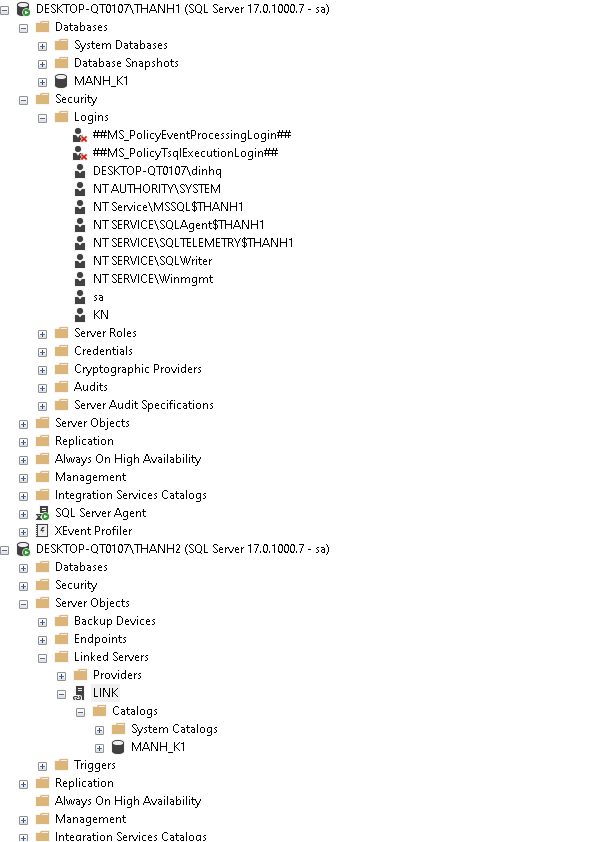 DESKTOP-QT0107\THANH1 (SQL Server 17.0.1000.7 - sa)
Databases
System Databases
Database Snapshots
MANH_K1
Security
Logins
##MS_PolicyEventProcessingLogin##
##MS_PolicyTsqlExecutionLogin##
DESKTOP-QT0107\dinhq
NT AUTHORITY\SYSTEM
NT Service\MSSQL$THANH1
NT SERVICE\SQLAgent$THANH1
NT SERVICE\SQLTELEMETRY$THANH1
NT SERVICE\SQLWriter
NT SERVICE\Winmgmt
sa
KN
Server Roles
Credentials
Cryptographic Providers
Audits
Server Audit Specifications
Server Objects
Replication
Always On High Availability
Management
Integration Services Catalogs
SQL Server Agent
XEvent Profiler
DESKTOP-QT0107\THANH2 (SQL Server 17.0.1000.7 - sa)
Databases
Security
Server Objects
Backup Devices
Endpoints
Linked Servers
Providers
LINK
Catalogs
System Catalogs
MANH_K1
Triggers
Replication
Always On High Availability
Management
Integration Services Catalogs